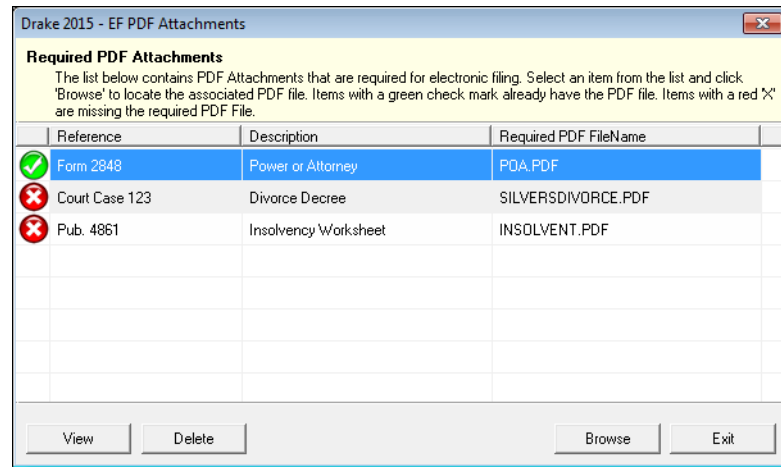 Drake 2015 - EF PDF Attachments
Required PDF Attachments
The list below contains PDF Attachments that are required for electronic filing. Select an item from the list and click
'Browse' to locate the associated PDF file. Items with a green check mark already have the PDF file. Items with a red 'X'
are missing the required PDF File.
Reference Description Required PDF FileName
Form 2848 Power or Attorney POA.PDF
Court Case 123 Divorce Decree SILVERSDIVORCE.PDF
Pub. 4861 Insolvency Worksheet INSOLVENT.PDF
View Delete Browse Exit